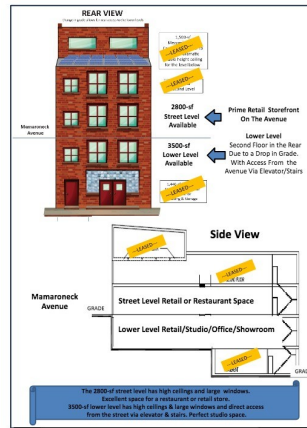 REAR VIEW
1,500-sf
---LEASED---
---LEASED---
2800-sf
Street Level
Available
Prime Retail Storefront
On The Avenue
Mamaroneck
Avenue
3500-sf
Lower Level
Available
Lower Level
Second Floor in the Rear
Due to a Drop in Grade.
With Access From the
Avenue Via Elevator/Stairs
---LEASED---
Side View
---LEASED---
---LEASED---
Mamaroneck
Avenue
Street Level Retail or Restaurant Space
GRADE
Lower Level Retail/Studio/Office/Showroom
---LEASED---
GRADE
The 2800-sf street level has high ceilings and large windows.
Excellent space for a restaurant or retail store.
3500-sf lower level has high ceilings & large windows and direct access
from the street via elevator & stairs. Perfect studio space.